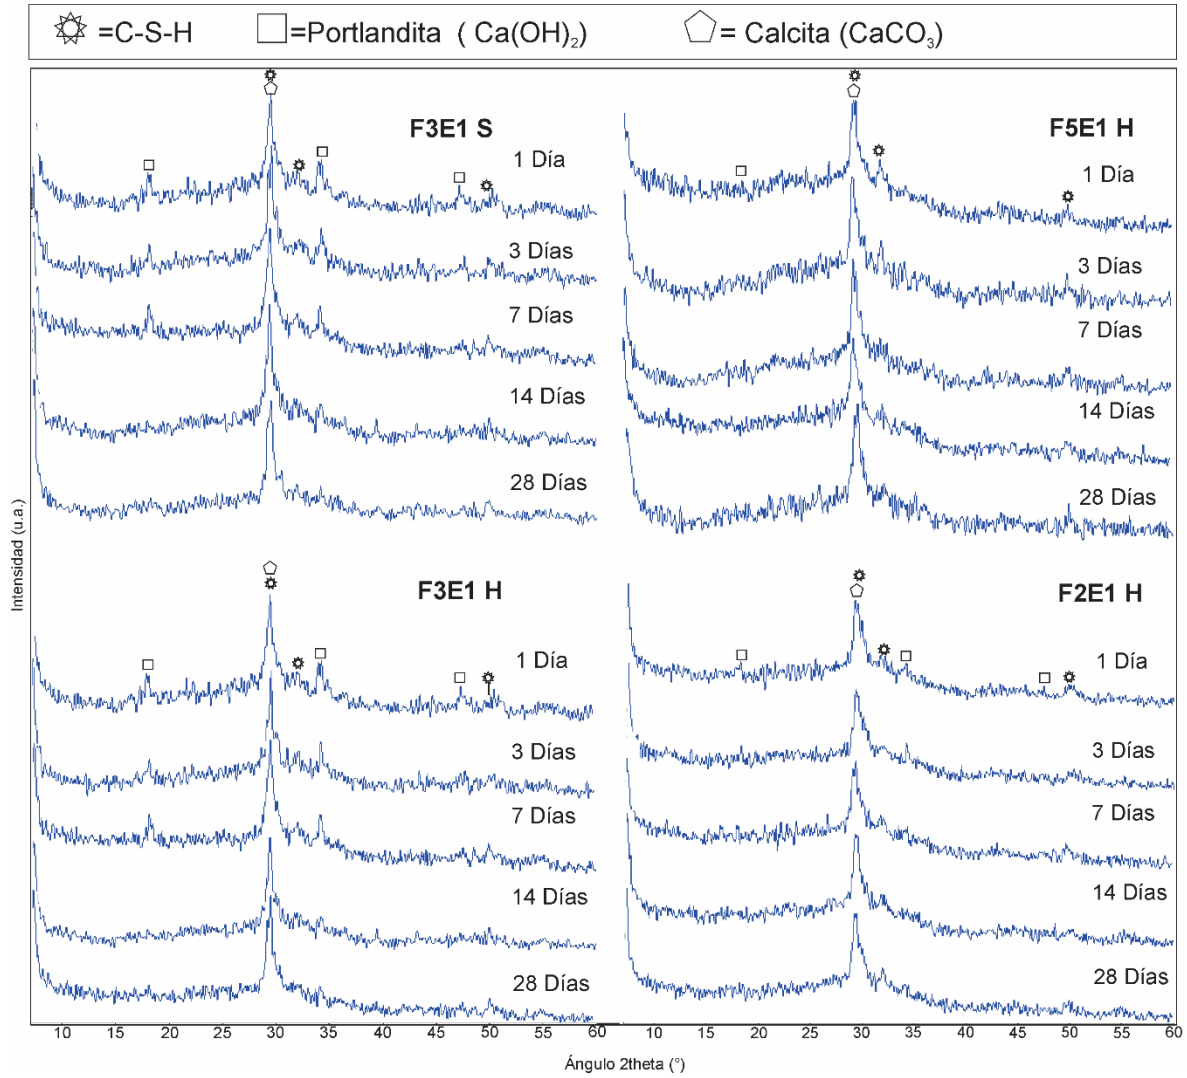 =C-S-H =Portlandita ( Ca(OH)₂) = Calcita (CaCO₃)
F3E1 S
1 Día
3 Días
7 Días
14 Días
28 Días
F5E1 H
1 Día
3 Días
7 Días
14 Días
28 Días
Intensidad (u.a.)
F3E1 H
1 Día
3 Días
7 Días
14 Días
28 Días
F2E1 H
1 Día
3 Días
7 Días
14 Días
28 Días
10 15 20 25 30 35 40 45 50 55 60 10 15 20 25 30 35 40 45 50 55 60
Ángulo 2theta (°)